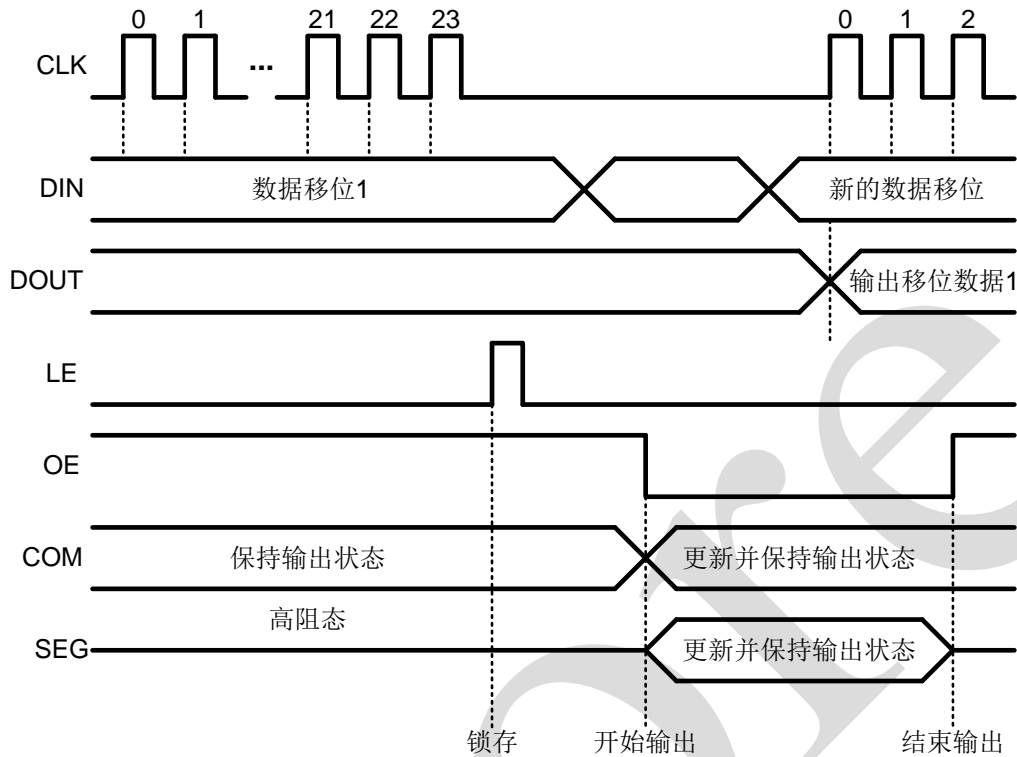 0 1 21 22 23 0 1 2
CLK ...
DIN 数据移位1 新的数据移位
DOUT 输出移位数据1
LE
OE
COM 保持输出状态 更新并保持输出状态
高阻态
SEG 更新并保持输出状态
锁存 开始输出 结束输出